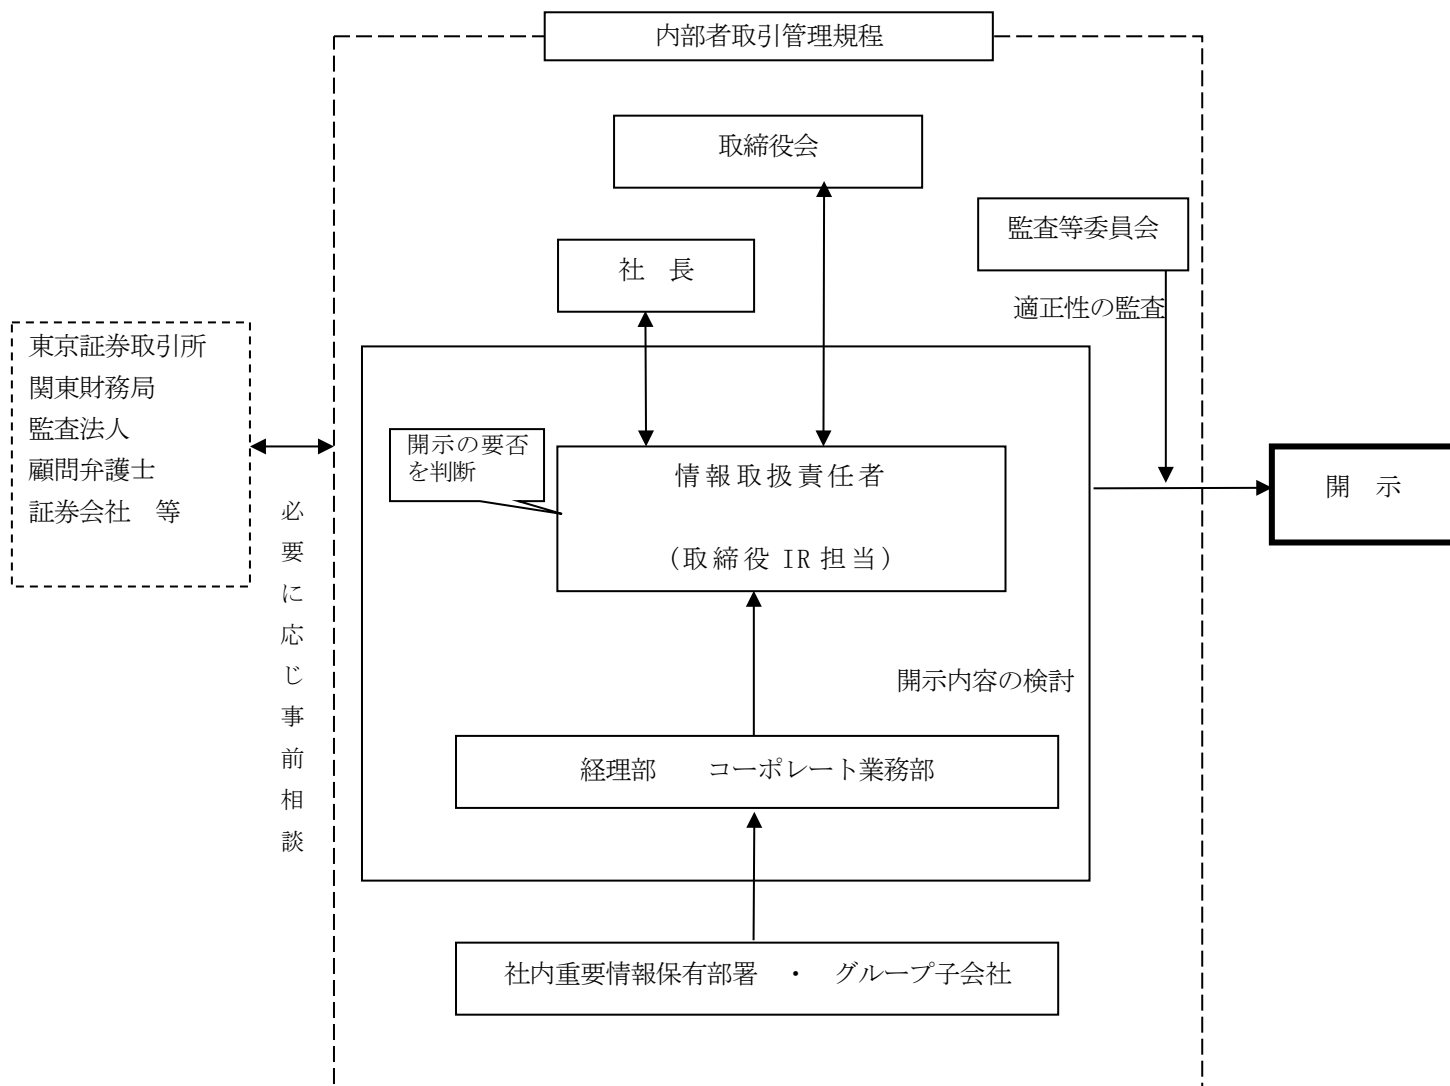 内部者取引管理規程
取締役会
監査等委員会
社　長
適正性の監査
東京証券取引所
関東財務局
監査法人
顧問弁護士
証券会社　等
必要に応じ事前相談
開示の要否
を判断
情報取扱責任者
(取締役 IR 担当)
開　示
開示内容の検討
経理部　　コーポレート業務部
社内重要情報保有部署　・　グループ子会社